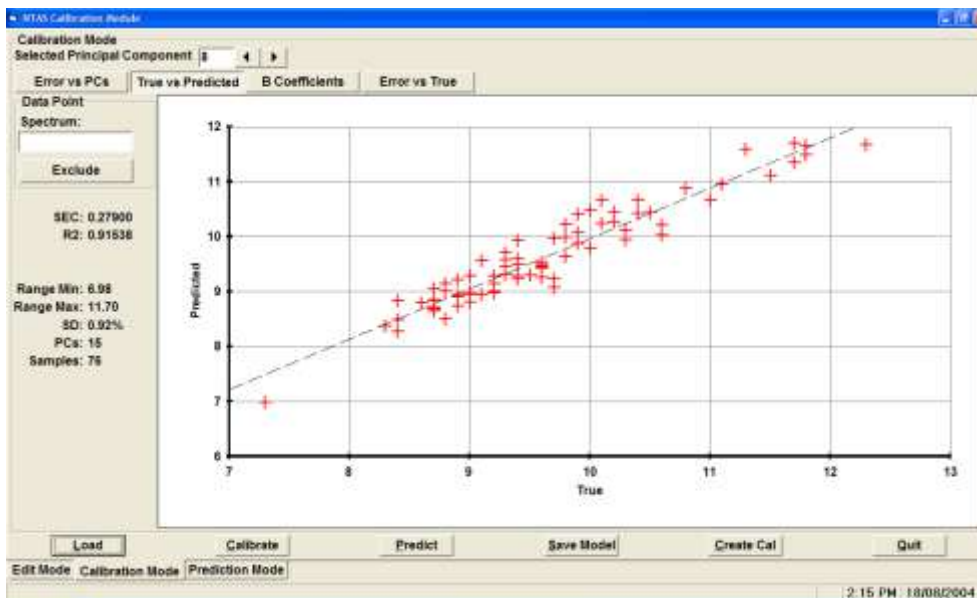 NTAS Calibration Module
Calibration Mode
Selected Principal Component 8
Error vs PCs True vs Predicted B Coefficients Error vs True
Data Point
Spectrum:
Exclude
SEC: 0.27900
R2: 0.91538
Range Min: 6.98
Range Max: 11.70
SD: 0.92%
PCs: 15
Samples: 76
12
11
10
9
8
7
6
Predicted
7 8 9 10 11 12 13
True
Load Calibrate Predict Save Model Create Cal Quit
Edit Mode Calibration Mode Prediction Mode
2:15 PM 18/08/2004